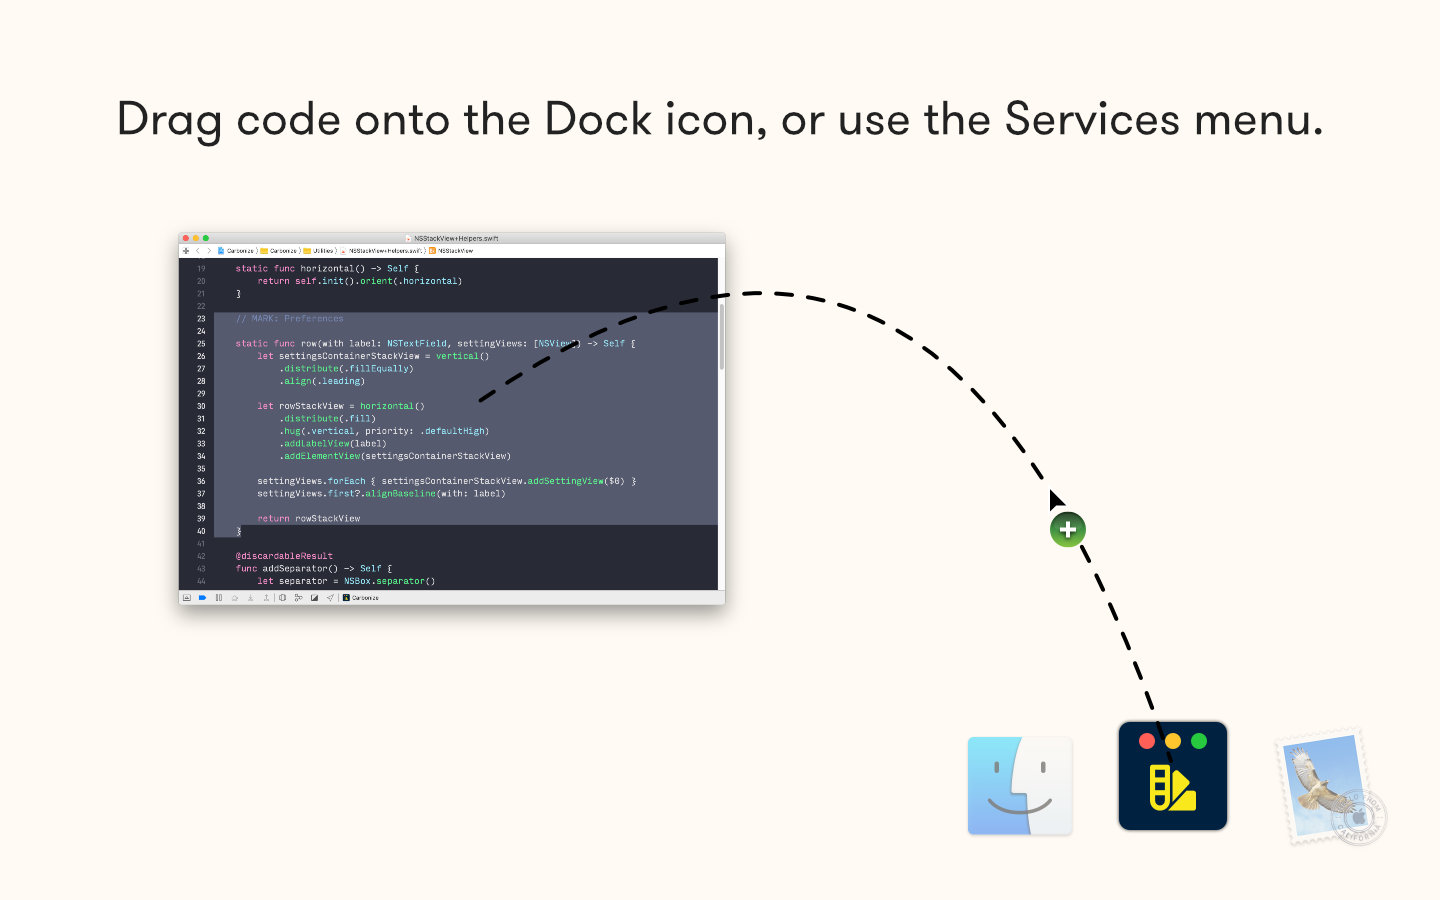 Drag code onto the Dock icon, or use the Services menu.
NSStackView+Helpers.swift
Carbonize Carbonize Utilities NSStackView+Helpers.swift NSStackView
19 static func horizontal() -> Self {
20 return self.init().orient(.horizontal)
21 }
22
23 // MARK: Preferences
24
25 static func row(with label: NSTextField, settingViews: [NSView]) -> Self {
26 let settingsContainerStackView = vertical()
27 .distribute(.fillEqually)
28 .align(.leading)
29
30 let rowStackView = horizontal()
31 .distribute(.fill)
32 .hug(.vertical, priority: .defaultHigh)
33 .addLabelView(label)
34 .addElementView(settingsContainerStackView)
35
36 settingViews.forEach { settingsContainerStackView.addSettingView($0) }
37 settingViews.first?.alignBaseline(with: label)
38
39 return rowStackView
40 }
41
42 @discardableResult
43 func addSeparator() -> Self {
44 let separator = NSBox.separator()
Carbonize
CALIFORNIA